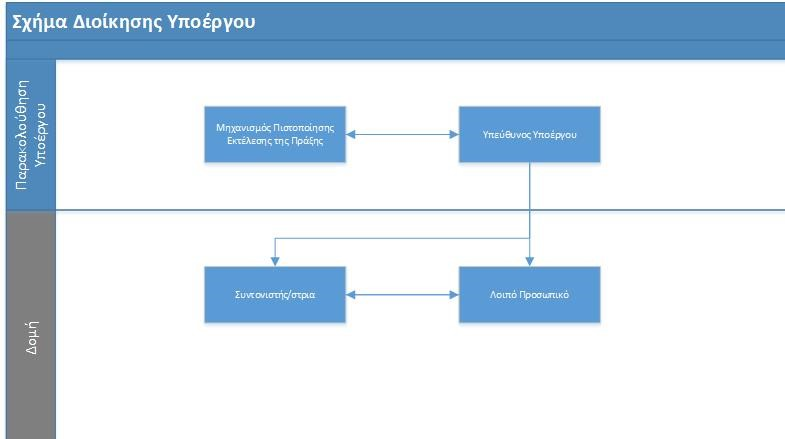 Σχήμα Διοίκησης Υποέργου
Παρακολούθηση
Υποέργου
Μηχανισμός Πιστοποίησης
Εκτέλεσης της Πράξης
Υπεύθυνος Υποέργου
Δομή
Συντονιστής/στρια
Λοιπό Προσωπικό